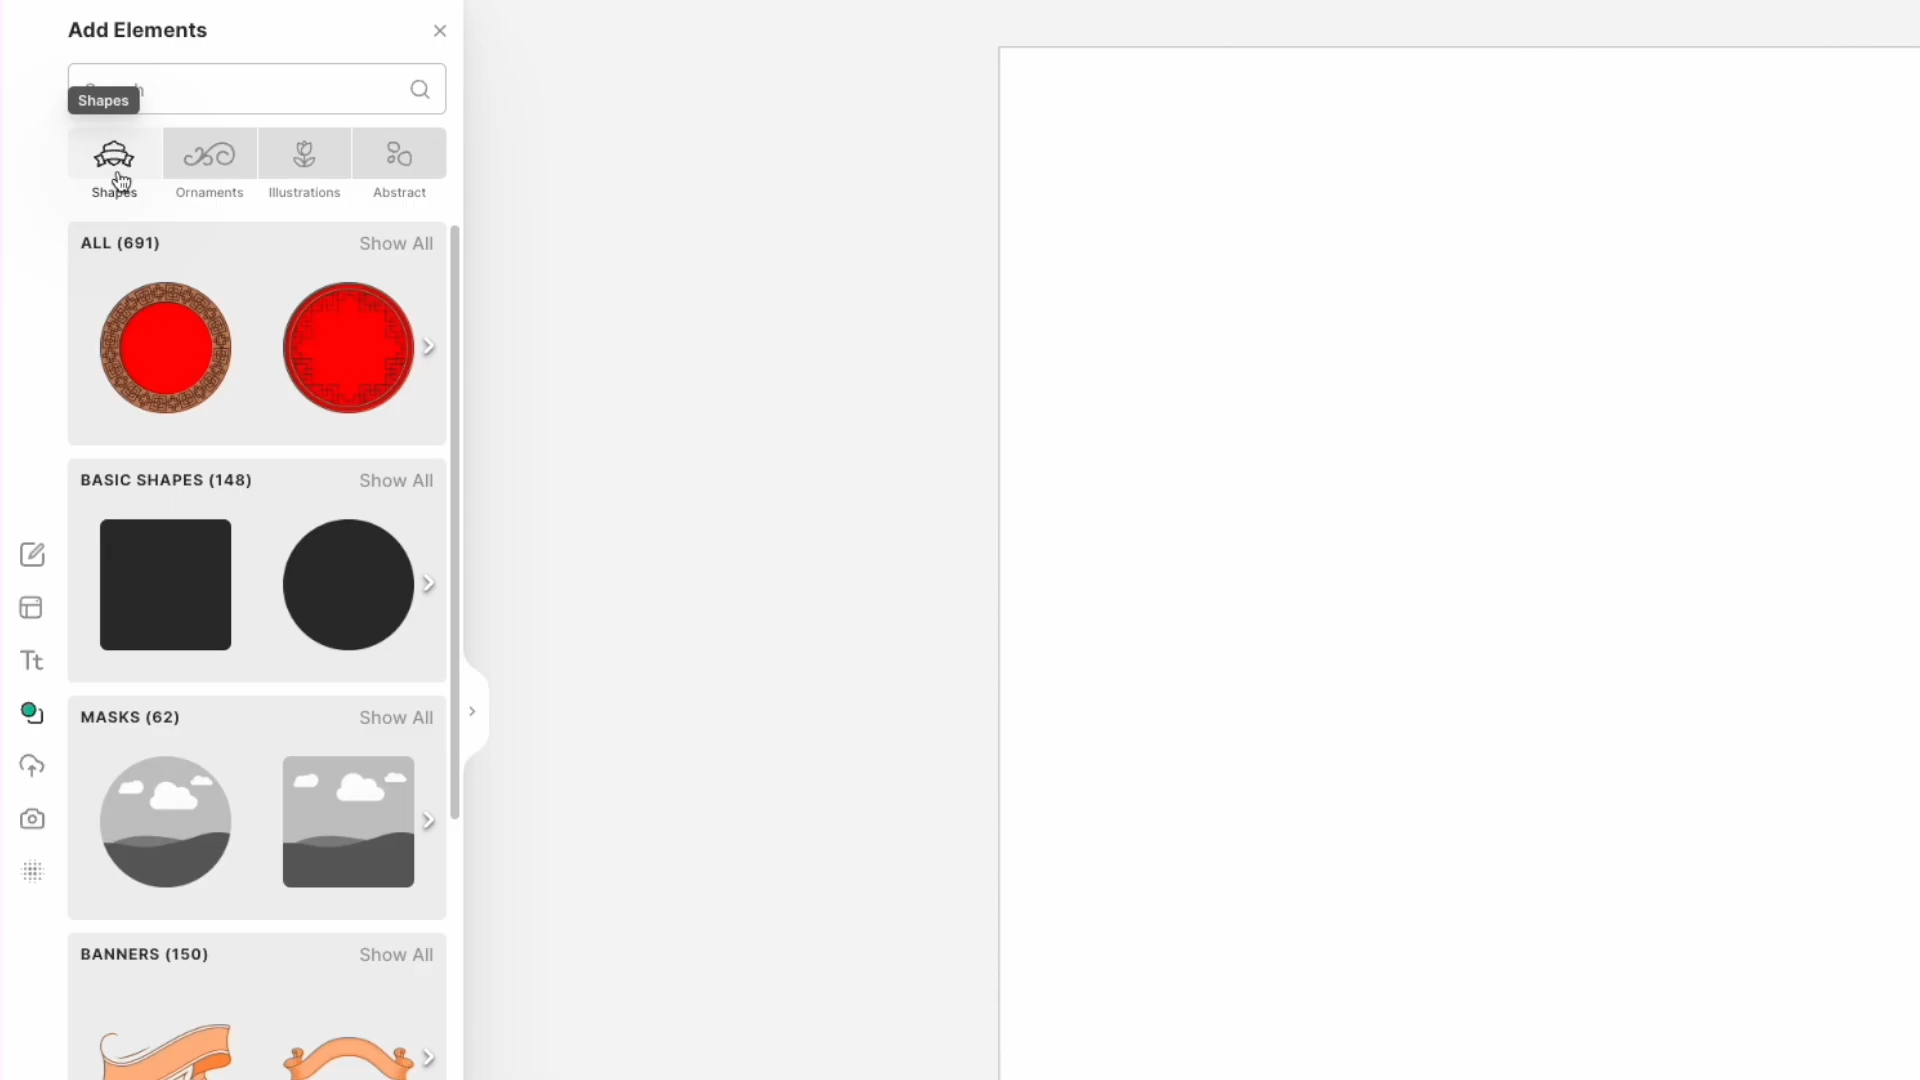 Add Elements
Shapes
Shapes
Ornaments
Illustrations
Abstract
ALL (691)
Show All
BASIC SHAPES (148)
Show All
Tt
MASKS (62)
Show All
BANNERS (150)
Show All